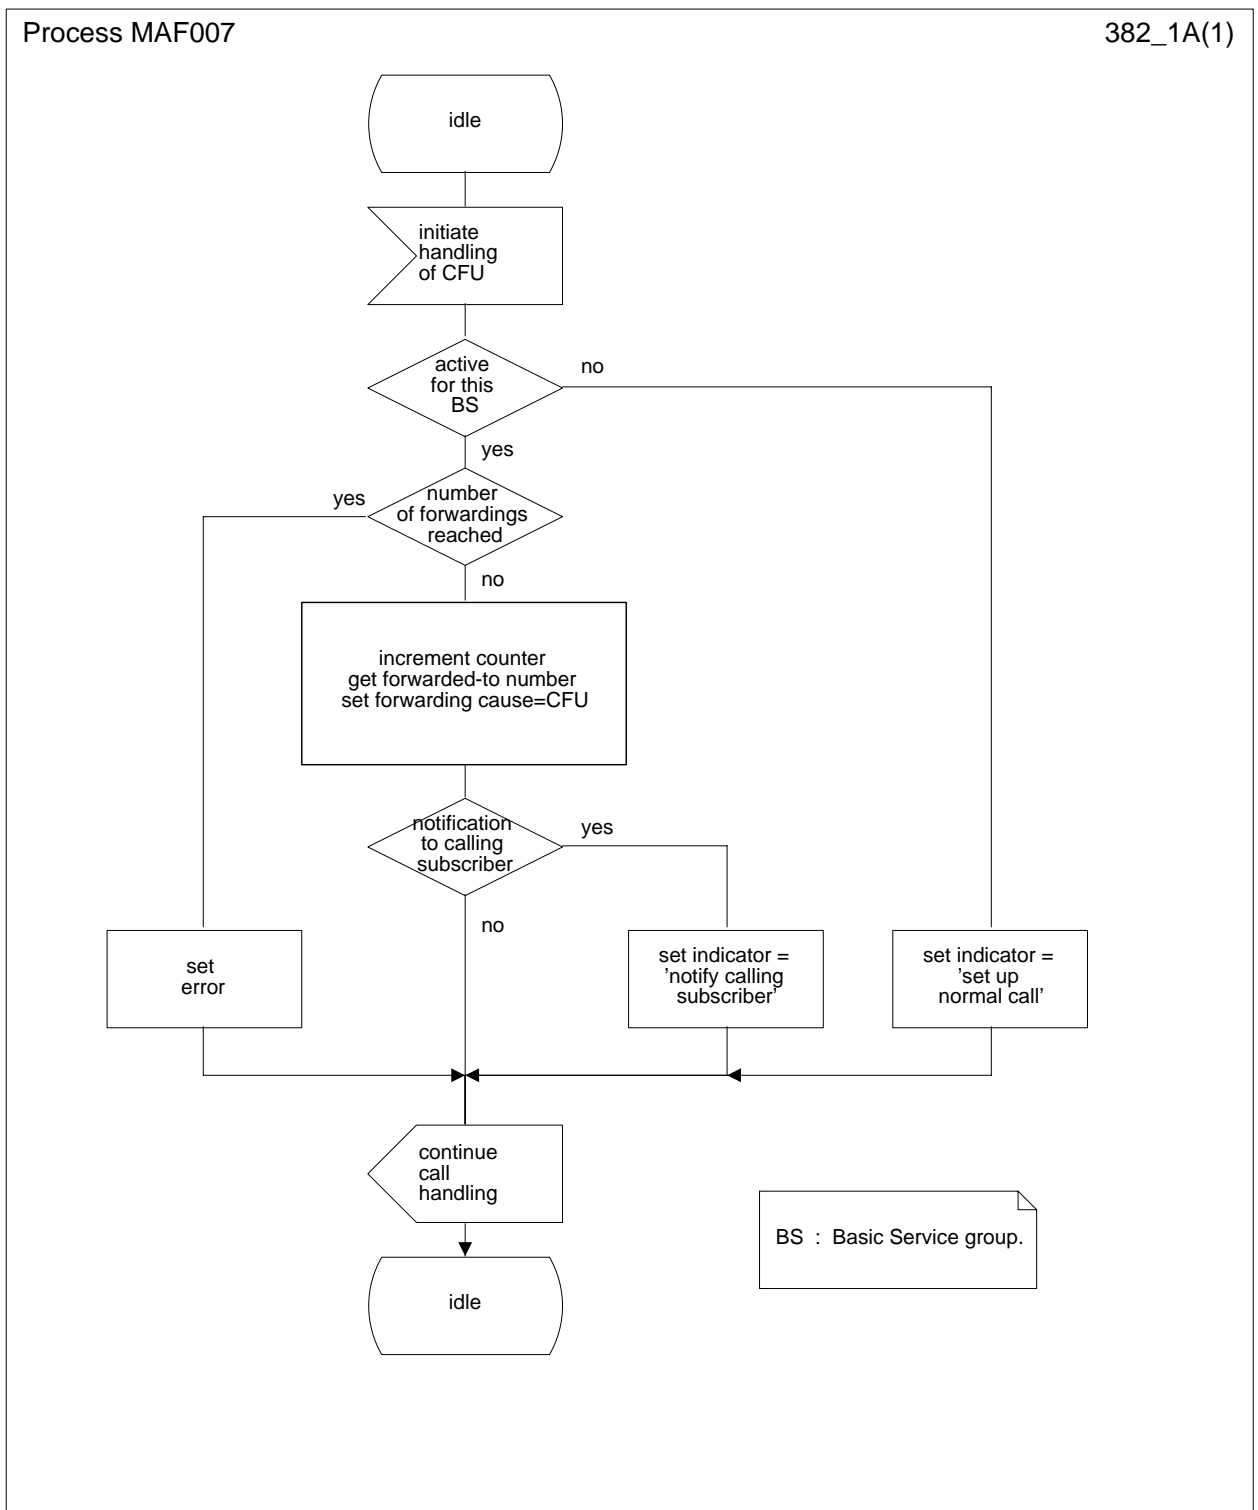 Process MAF007
382_1A(1)
idle
initiate
handling
of CFU
active
for this
BS
no
yes
number
of forwardings
reached
yes
no
increment counter
get forwarded-to number
set forwarding cause=CFU
notification
to calling
subscriber
yes
no
set
error
set indicator =
'notify calling
subscriber'
set indicator =
'set up
normal call'
continue
call
handling
BS : Basic Service group.
idle